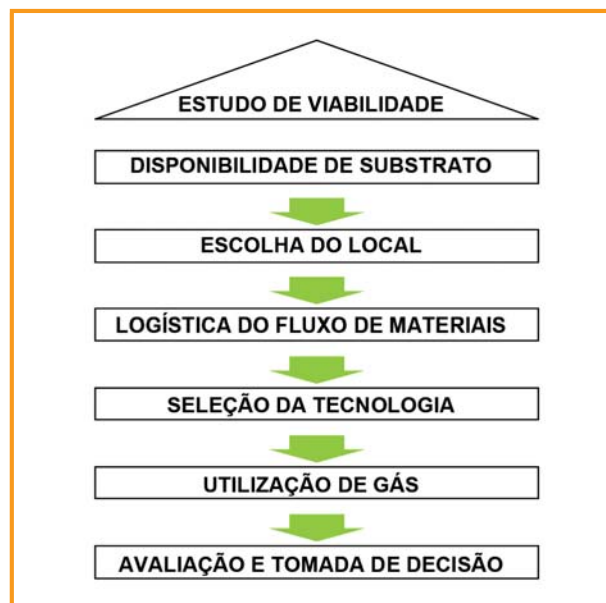 ESTUDO DE VIABILIDADE
DISPONIBILIDADE DE SUBSTRATO
ESCOLHA DO LOCAL
LOGÍSTICA DO FLUXO DE MATERIAIS
SELEÇÃO DA TECNOLOGIA
UTILIZAÇÃO DE GÁS
AVALIAÇÃO E TOMADA DE DECISÃO